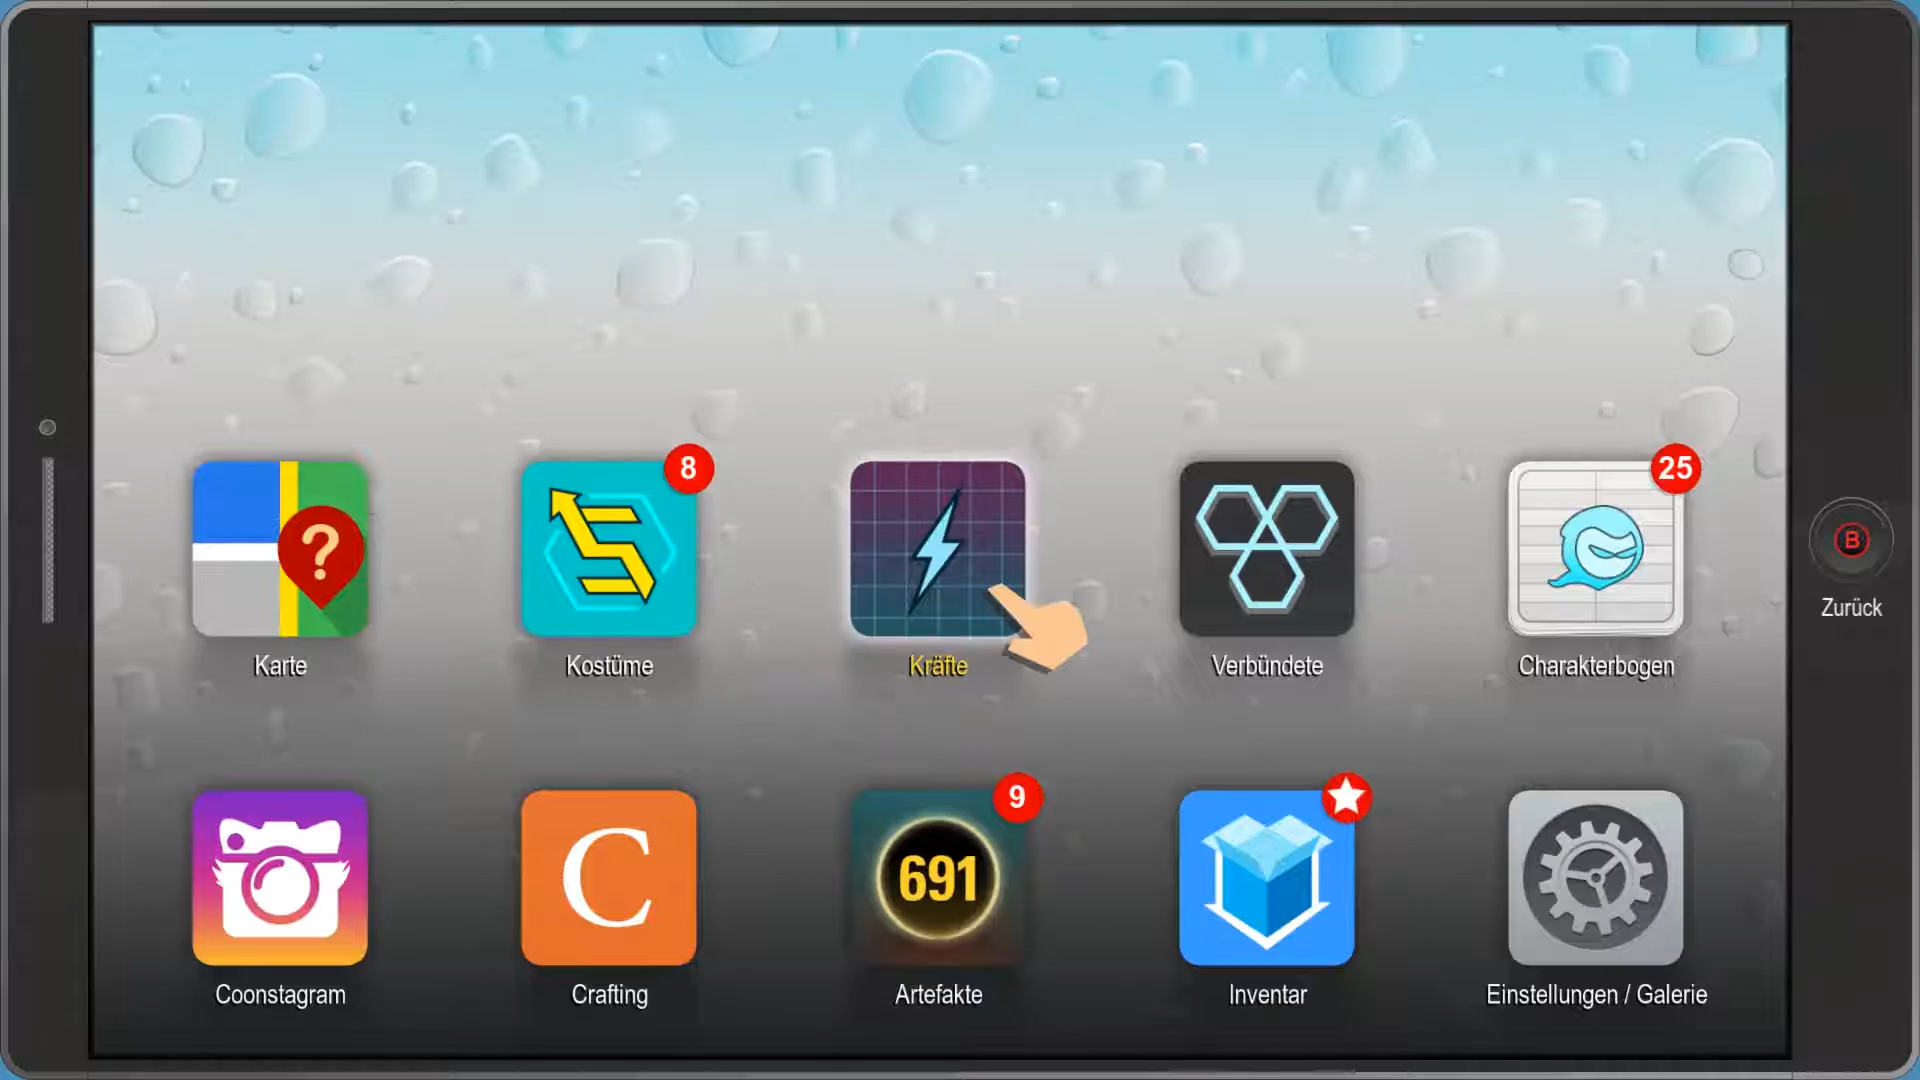 8
25
?
B
Zurück
Karte
Kostüme
Kräfte
Verbündete
Charakterbogen
9
C
691
Coonstagram
Crafting
Artefakte
Inventar
Einstellungen / Galerie